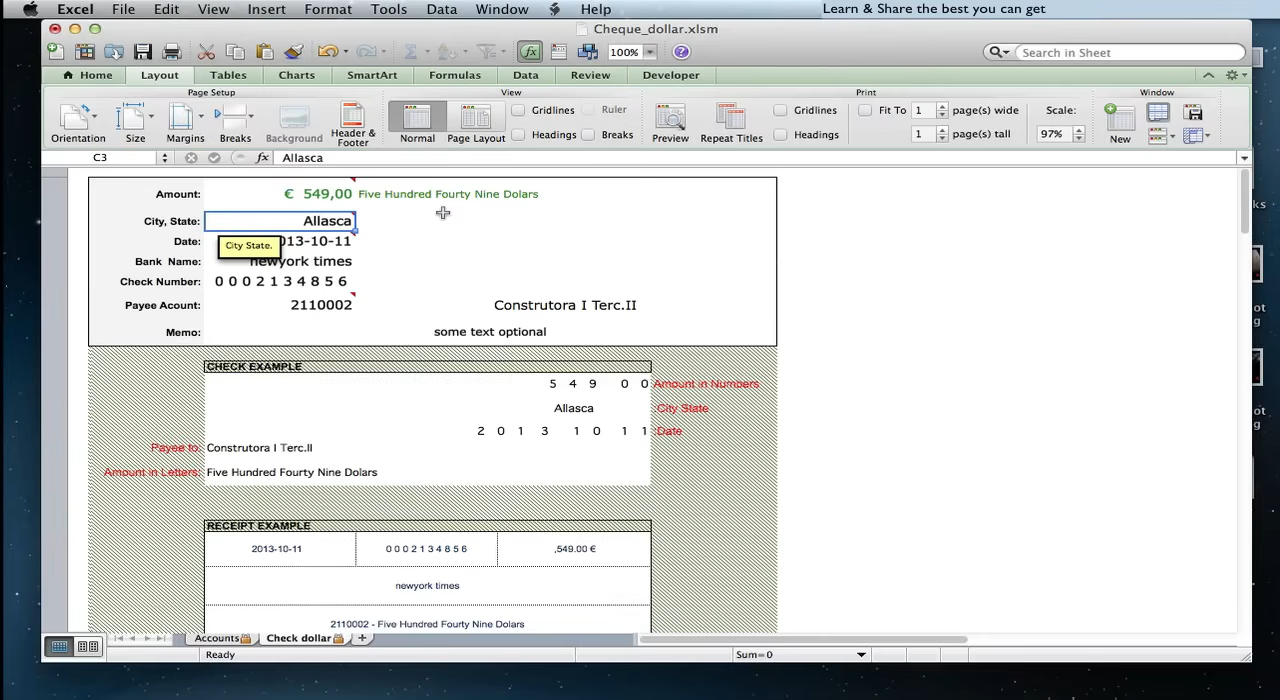 Excel File Edit View Insert Format Tools Data Window Help Learn & Share the best you can get
Cheque_dollar.xlsm
100% Search in Sheet
Home Layout Tables Charts SmartArt Formulas Data Review Developer
Page Setup View Print Window
Gridlines Ruler Gridlines Fit To 1 page(s) wide Scale:
Headings Breaks Headings 1 page(s) tall 97%
Orientation Size Margins Breaks Background Header & Footer Normal Page Layout Preview Repeat Titles New
C3 fx Allasca
Amount: € 549,00 Five Hundred Fourty Nine Dolars
City, State: Allasca
Date: 013-10-11
City State.
Bank Name: newyork times
Check Number: 0 0 0 2 1 3 4 8 5 6
Payee Acount: 2110002 Construtora I Terc.II
Memo: some text optional
CHECK EXAMPLE
5 4 9 0 0 Amount in Numbers
Allasca :City State
2 0 1 3 1 0 1 1 :Date
Payee to: Construtora I Terc.II
Amount in Letters: Five Hundred Fourty Nine Dolars
RECEIPT EXAMPLE
2013-10-11 0 0 0 2 1 3 4 8 5 6 ,549.00 €
newyork times
2110002 - Five Hundred Fourty Nine Dolars
Accounts Check dollar
Ready Sum=0